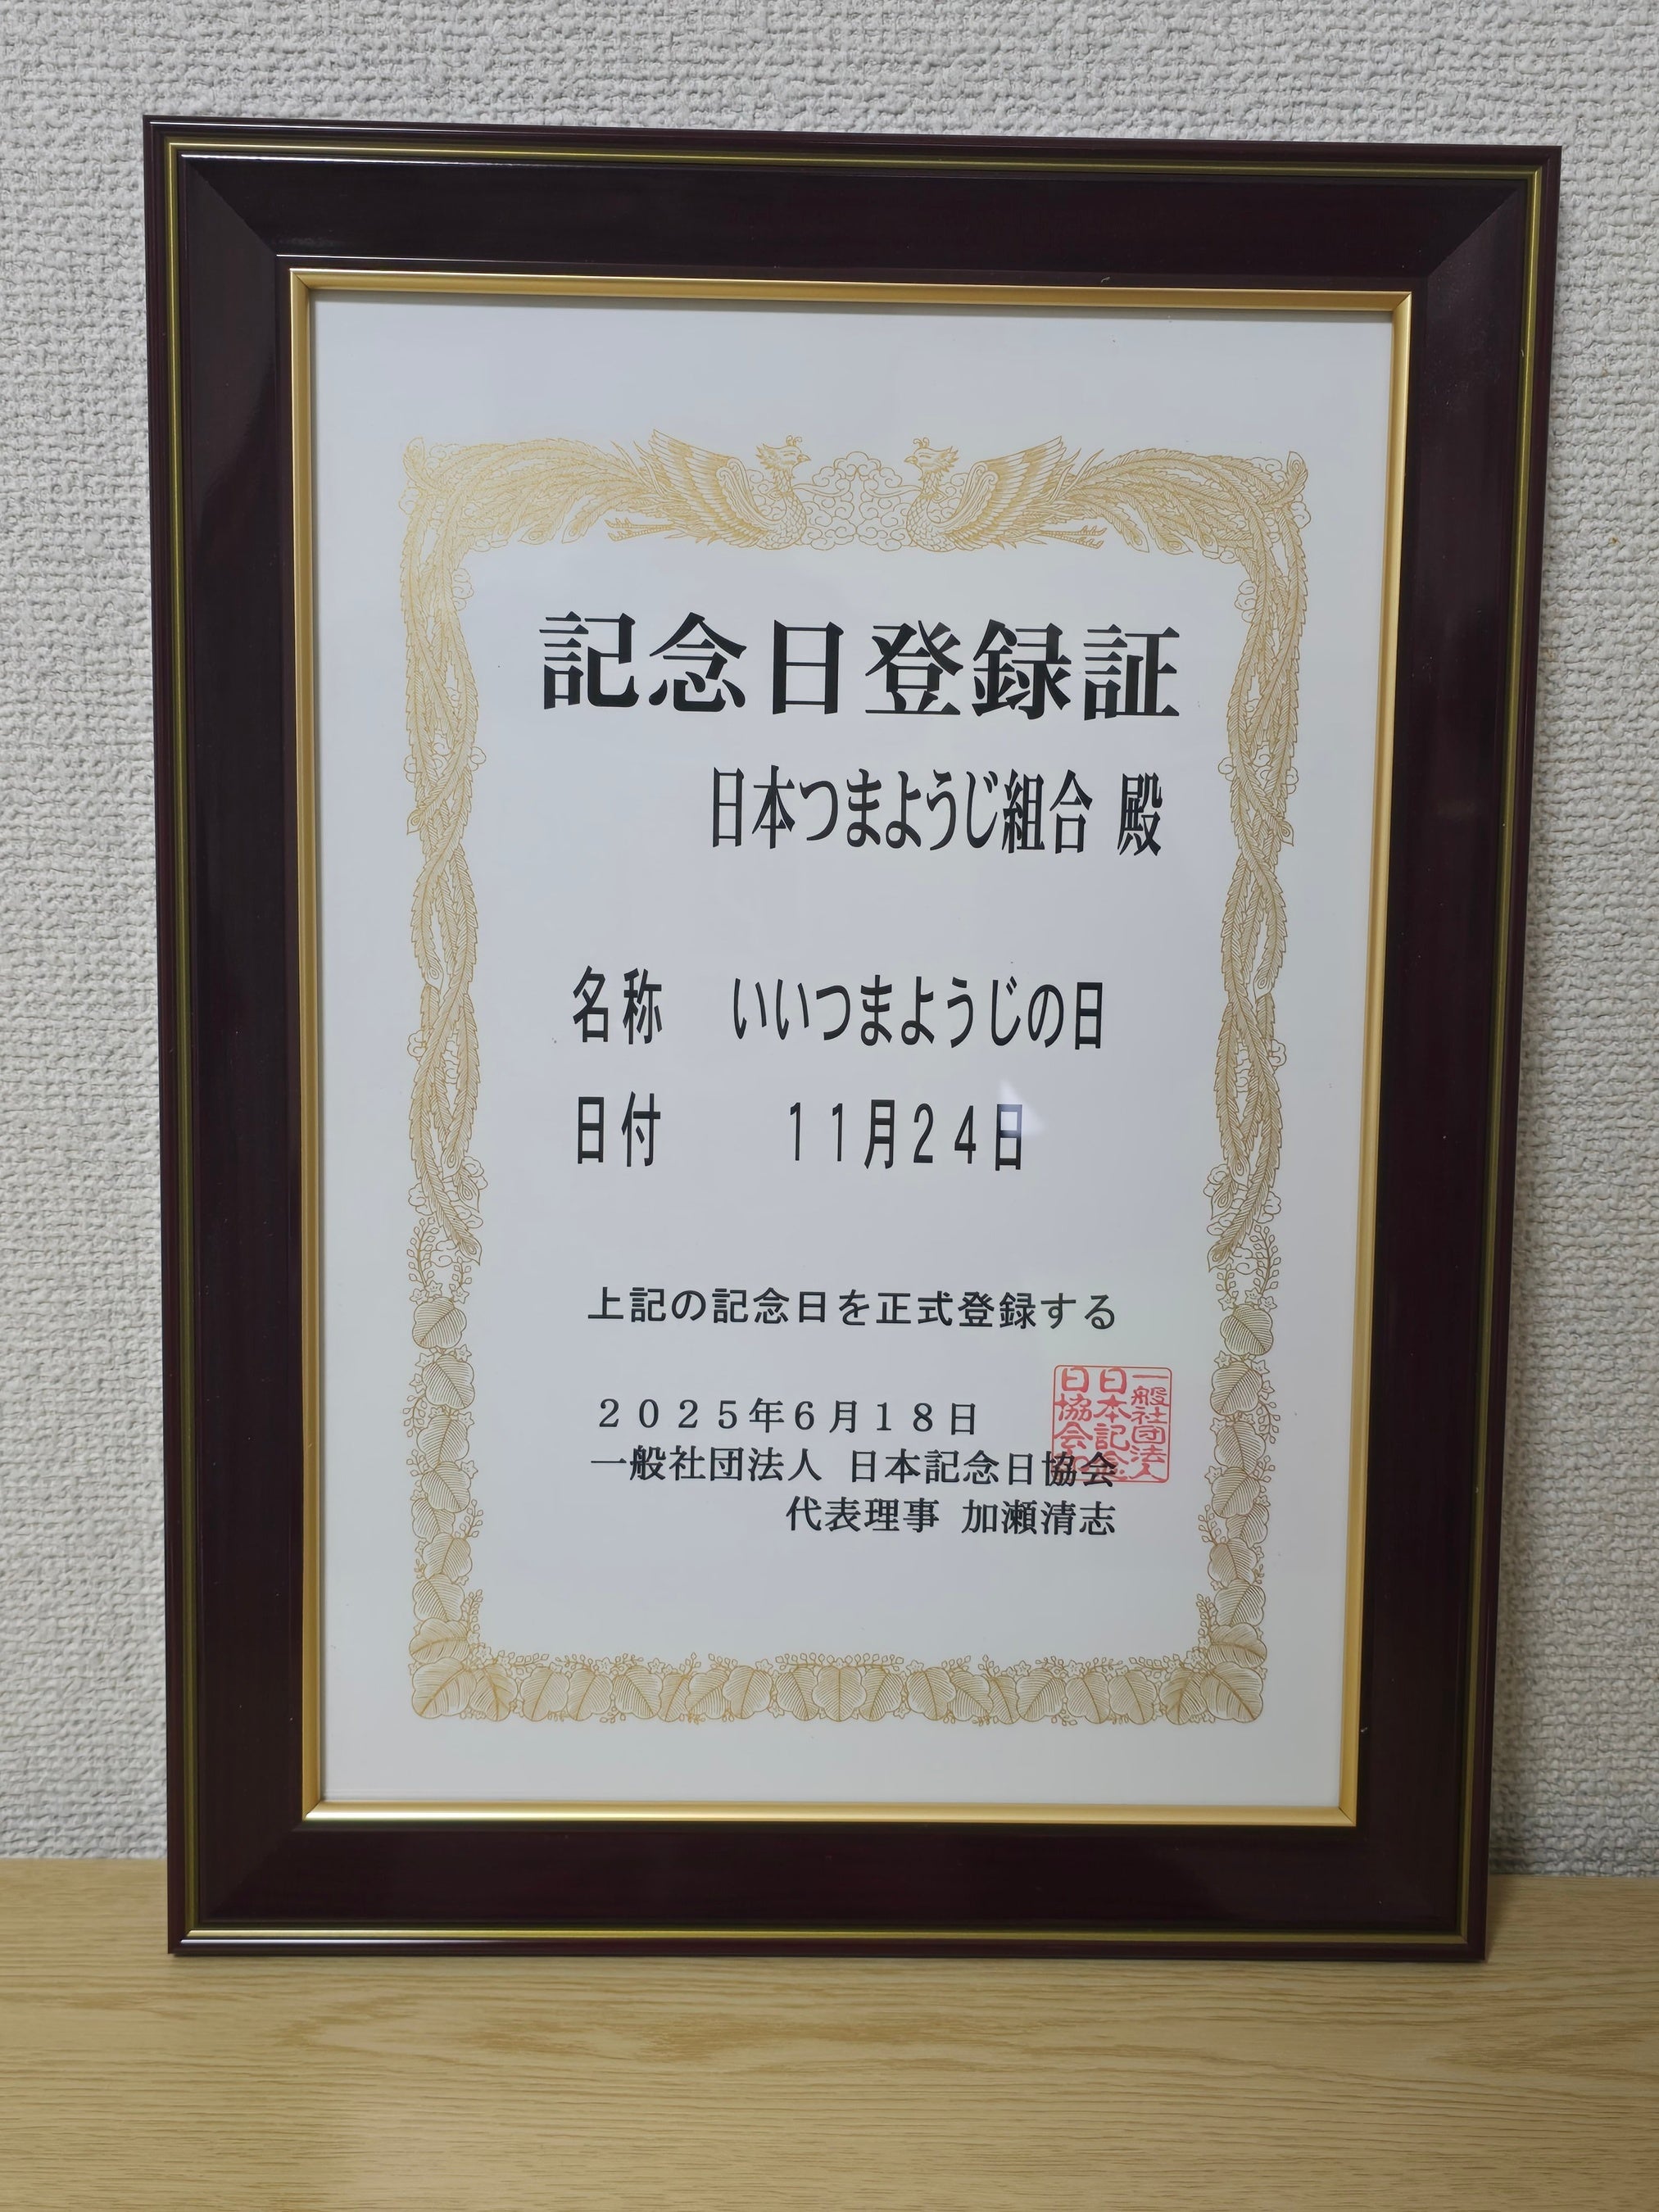 記念日登録証
日本つまようじ組合 殿
名称 いいつまようじの日
日付 11月24日
上記の記念日を正式登録する
2025年6月18日
一般社団法人 日本記念日協会
代表理事 加瀬清志
一般社団法人
日本記念
日協会